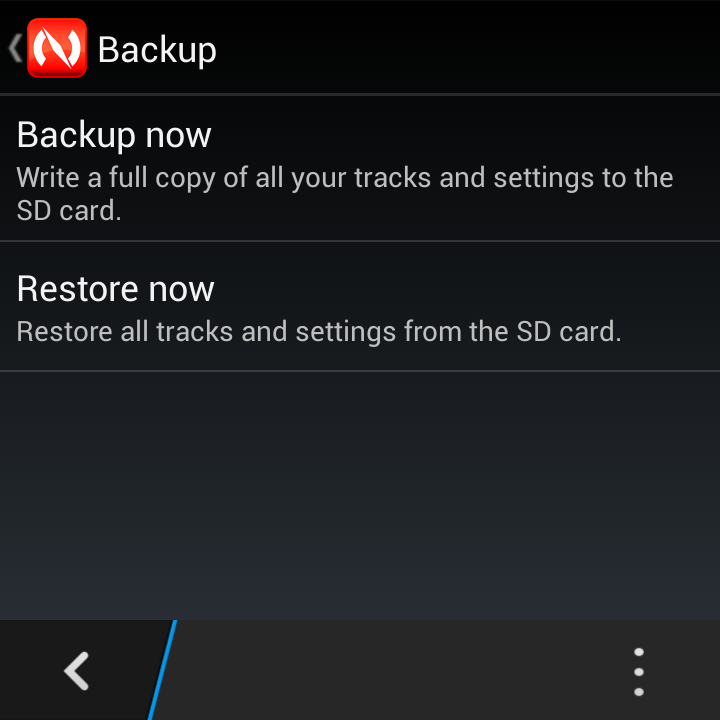 Backup
Backup now
Write a full copy of all your tracks and settings to the
SD card.
Restore now
Restore all tracks and settings from the SD card.